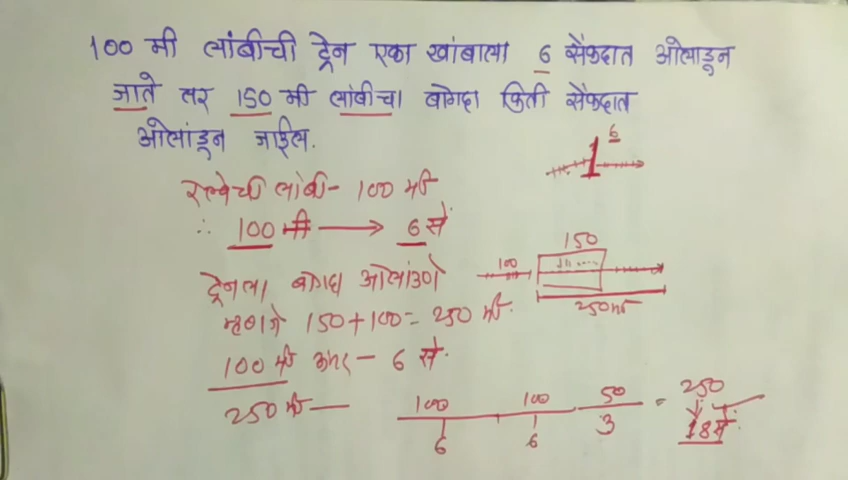 100 मी लांबीची ट्रेन एका खांबाला 6 सेकंदात ओलांडून
जाते तर 150 मी लांबीचा बोगदा किती सेकंदात
ओलांडून जाईल.
6
रेल्वेची लांबी - 100 मी
∴ 100 मी → 6 से
150
100
ट्रेनला बोगदा ओलांडणे
250 मी
म्हणजे 150+100= 250 मी.
100 मी अंतर - 6 से.
250 मी —
100 100 50 = 250
6 6 3 18 से.